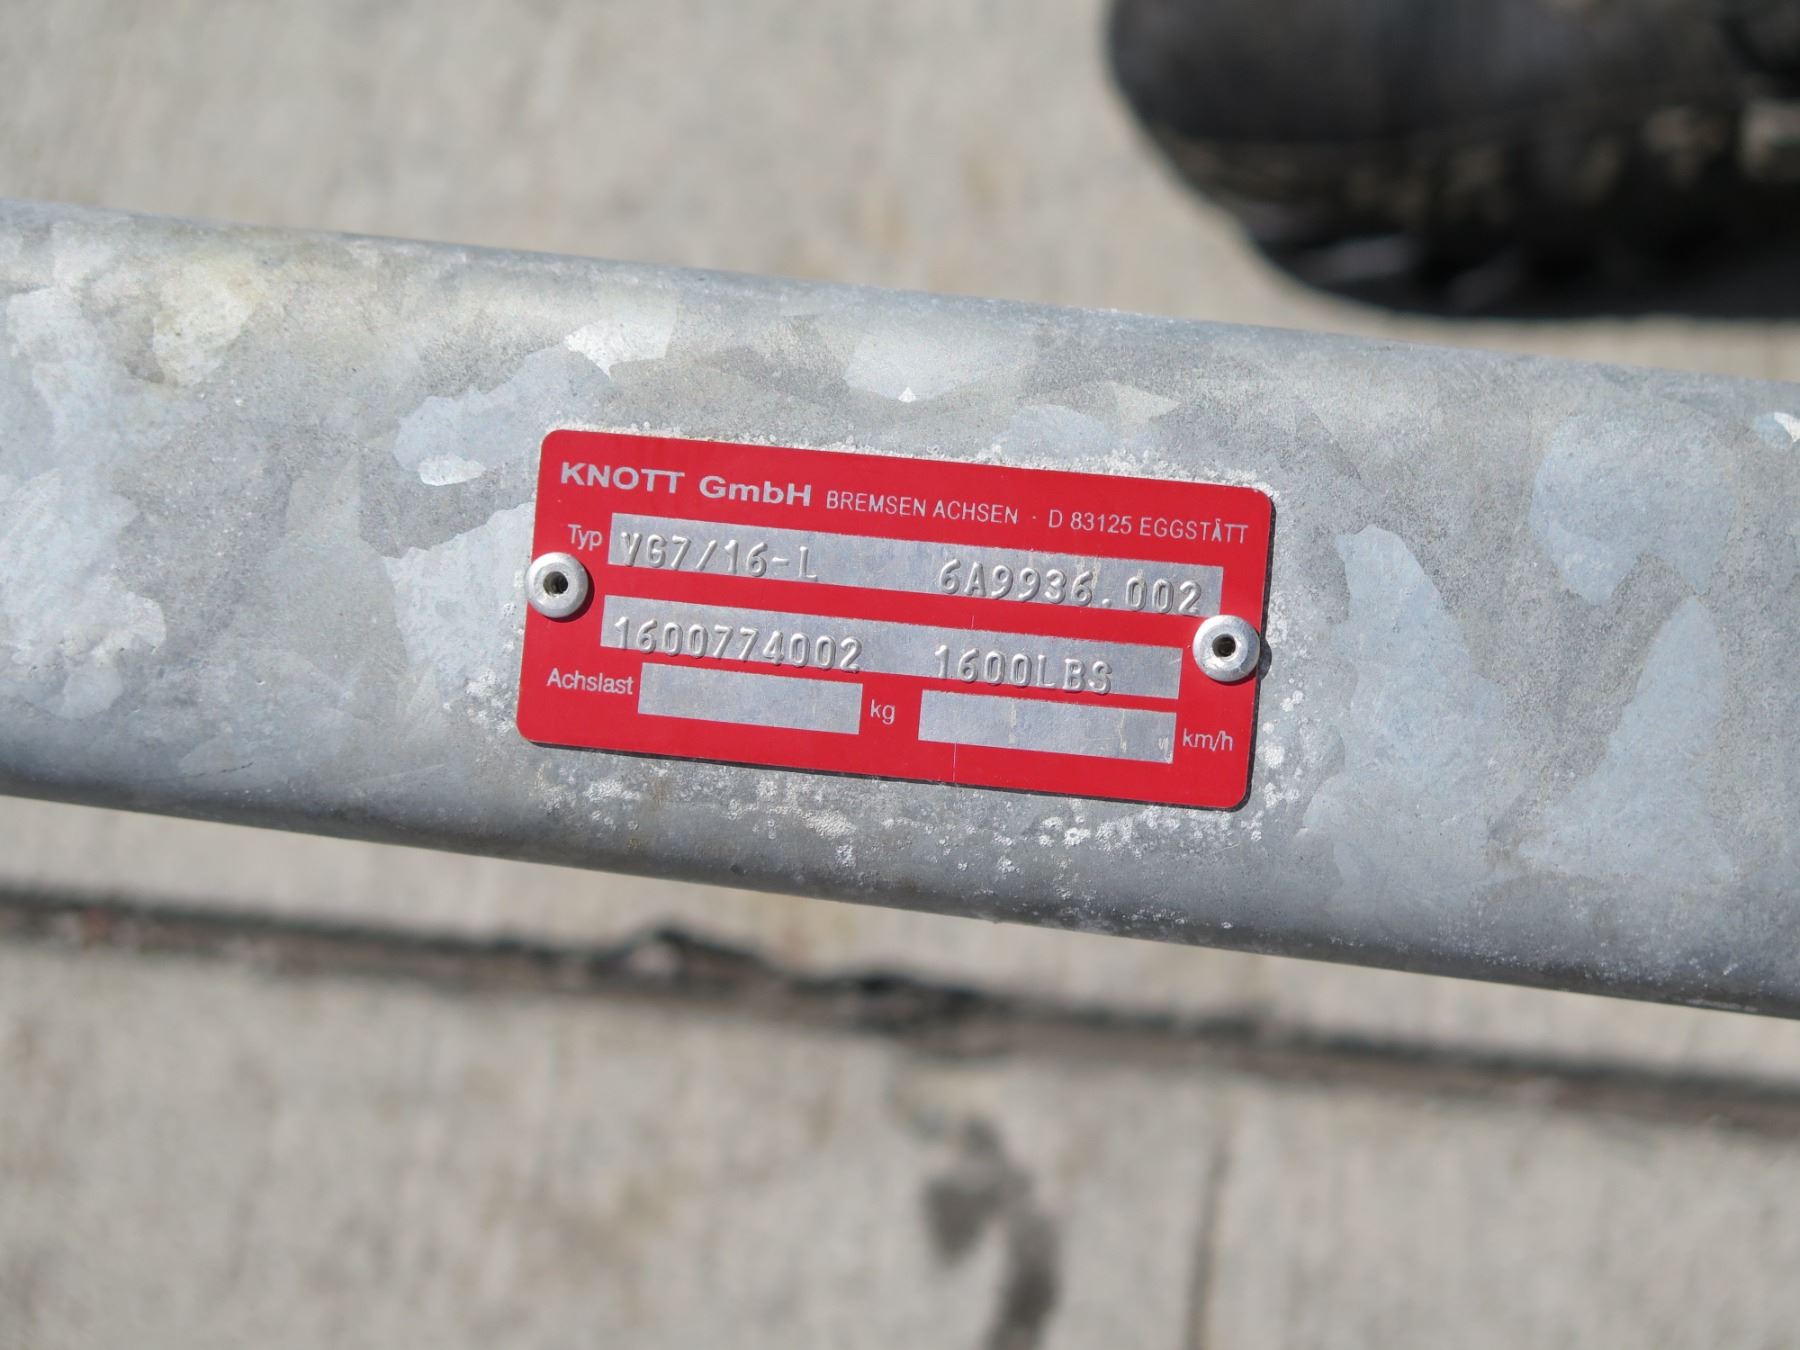 KNOTT GmbH BREMSEN ACHSEN · D 83125 EGGSTÄTT
Typ VG7/16-L 6A9936.002
1600774002 1600LBS
Achslast kg km/h